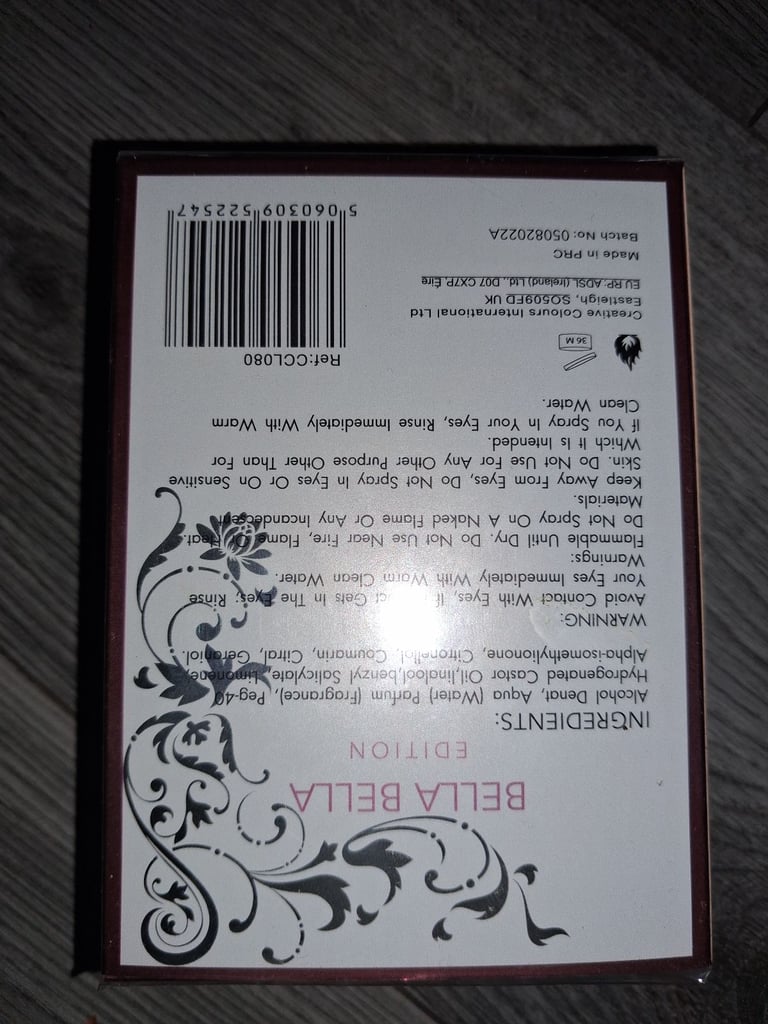 BELLA BELLA
EDITION
INGREDIENTS:
Alcohol Denat, Aqua (Water) Parfum (Fragrance), Peg-40
Hydrogenated Castor Oil,linalool,benzyl Salicylate, Limonene,
Alpha-isomethylionone, Citronellol, Coumarin, Citral, Geraniol.
WARNING:
Avoid Contact With Eyes, If Gets In The Eyes; Rinse
Your Eyes Immediately With Warm Clean Water.
Warnings:
Flammable Until Dry. Do Not Use Near Fire, Flame Or Heat.
Do Not Spray On A Naked Flame Or Any Incandecsent
Materials.
Keep Away From Eyes, Do Not Spray In Eyes Or On Sensitive
Skin. Do Not Use For Any Other Purpose Other Than For
Which It Is Intended.
If You Spray In Your Eyes, Rinse Immediately With Warm
Clean Water.
36 M
Creative Colours International Ltd
Eastleigh, SO509FD UK
EU RP: ADSL (Ireland) Ltd., D07 CX7P, Éire
Made in PRC
Batch No: 05082022A
Ref:CCL080
5 060309 522547